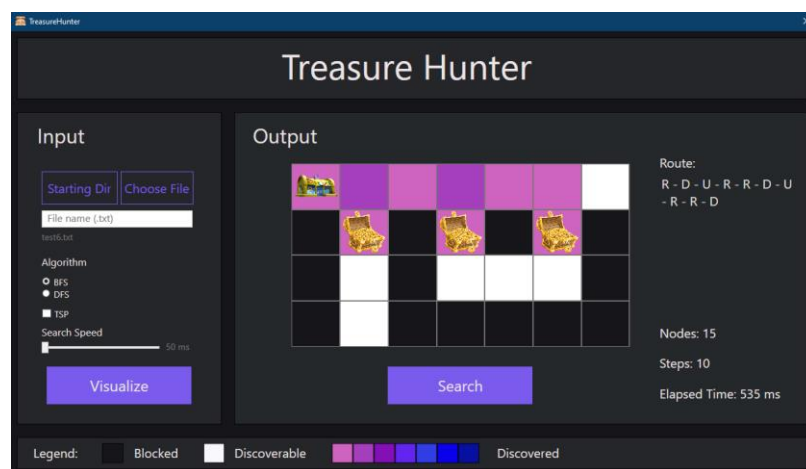 TreasureHunter
Treasure Hunter
Input
Starting Dir Choose File
File name (.txt)
test6.txt
Algorithm
BFS
DFS
TSP
Search Speed
50 ms
Visualize
Output
Search
Route:
R - D - U - R - R - D - U
- R - R - D
Nodes: 15
Steps: 10
Elapsed Time: 535 ms
Legend: Blocked Discoverable Discovered